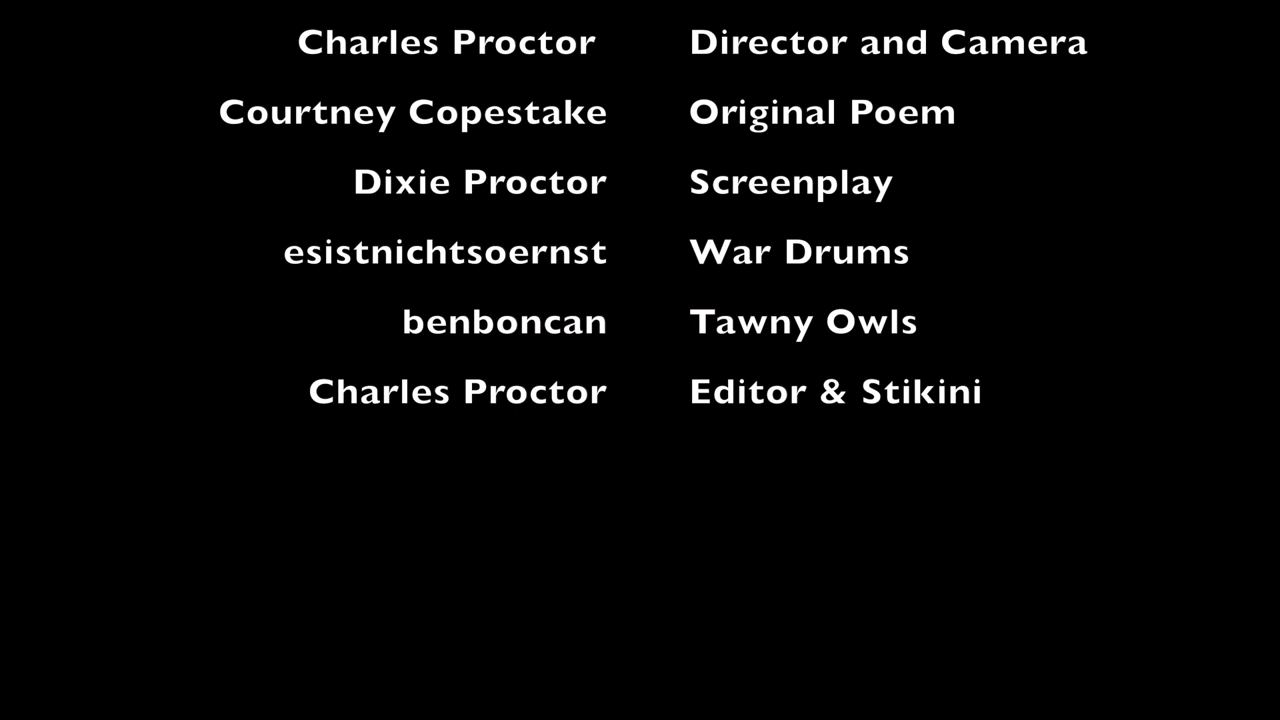 Charles Proctor Director and Camera
Courtney Copestake Original Poem
Dixie Proctor Screenplay
esistnichtsoernst War Drums
benboncan Tawny Owls
Charles Proctor Editor & Stikini